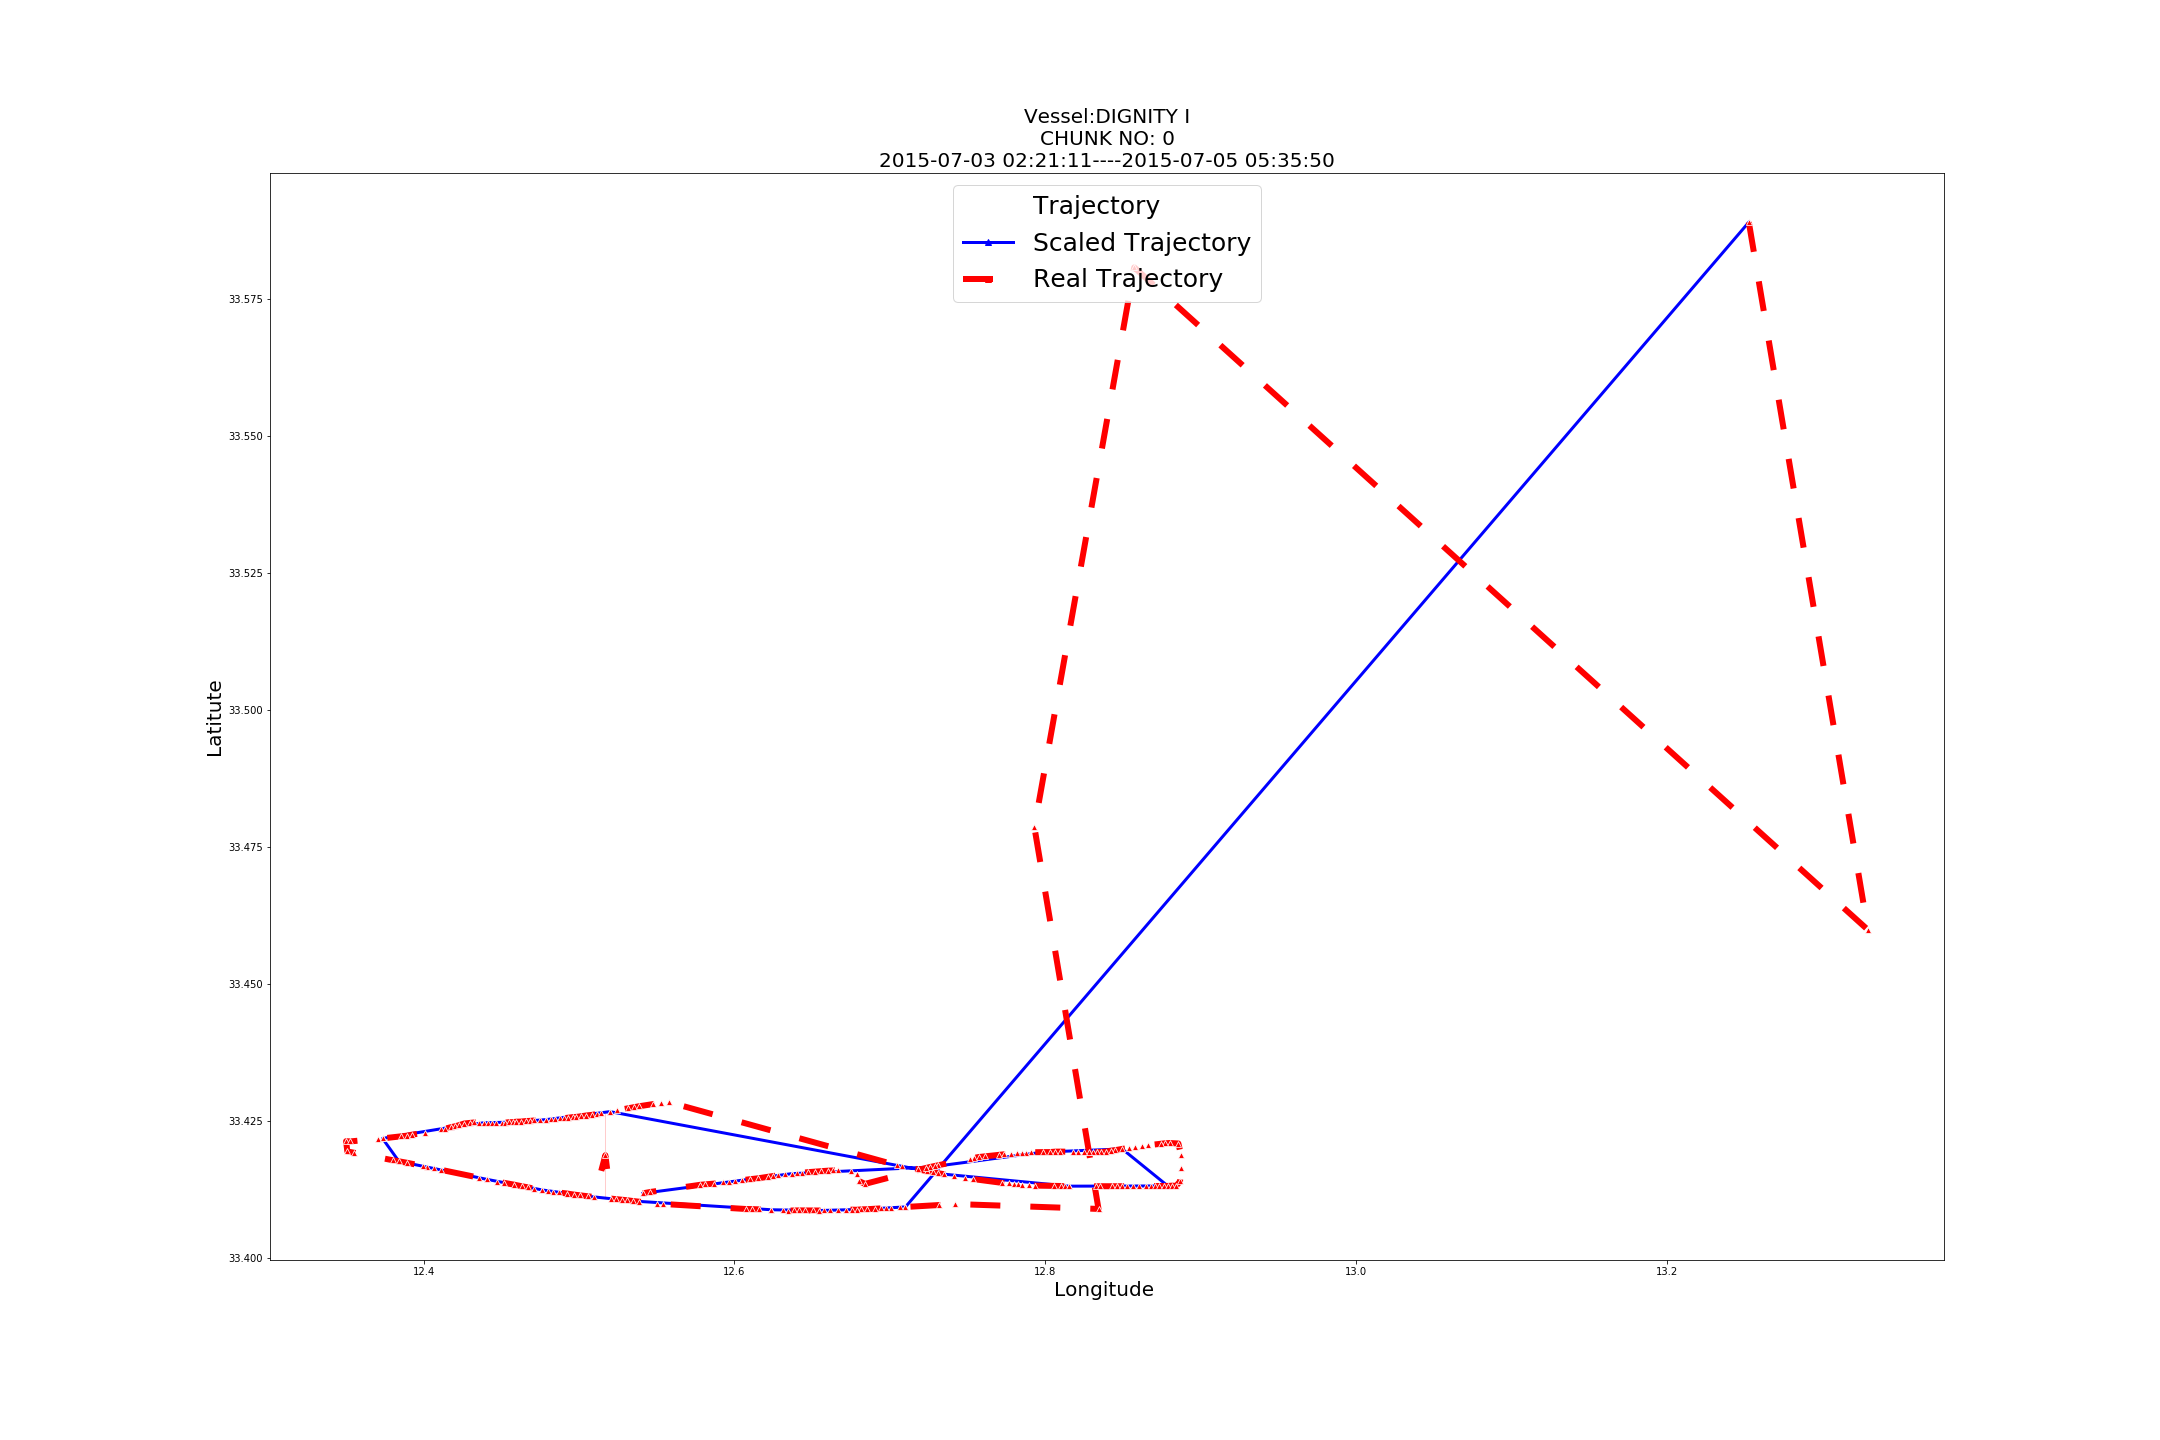 Vessel:DIGNITY I
CHUNK NO: 0
2015-07-03 02:21:11----2015-07-05 05:35:50
Trajectory
Scaled Trajectory
Real Trajectory
33.575
33.550
33.525
33.500
33.475
33.450
33.425
33.400
Latitute
12.4
12.6
12.8
13.0
13.2
Longitude